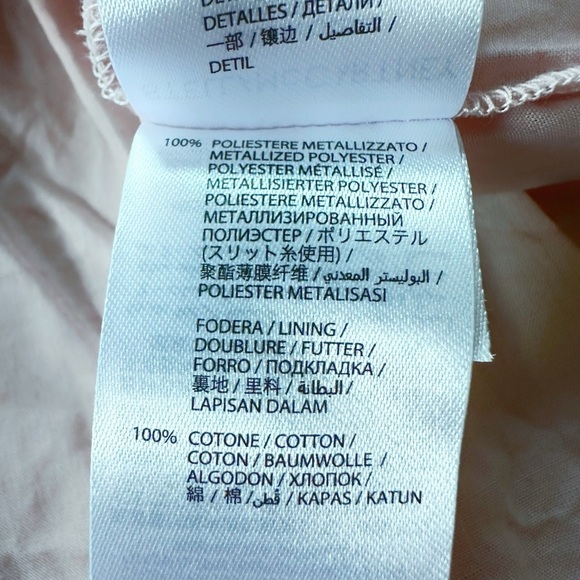 DETALLES / ДЕТАЛИ /
一部 / 镶边 / التفاصيل /
DETIL
100% POLIESTERE METALLIZZATO /
METALLIZED POLYESTER /
POLYESTER MÉTALLISÉ /
METALLISIERTER POLYESTER /
POLIESTERE METALLIZZATO /
МЕТАЛЛИЗИРОВАННЫЙ
ПОЛИЭСТЕР / ポリエステル
(スリット糸使用) /
聚酯薄膜纤维 / البوليستر المعدني /
POLIESTER METALISASI
FODERA / LINING /
DOUBLURE / FUTTER /
FORRO / ПОДКЛАДКА /
裏地 / 里料 / البطانة /
LAPISAN DALAM
100% COTONE / COTTON /
COTON / BAUMWOLLE /
ALGODON / ХЛОПОК /
綿 / 棉 / قطن / KAPAS / KATUN